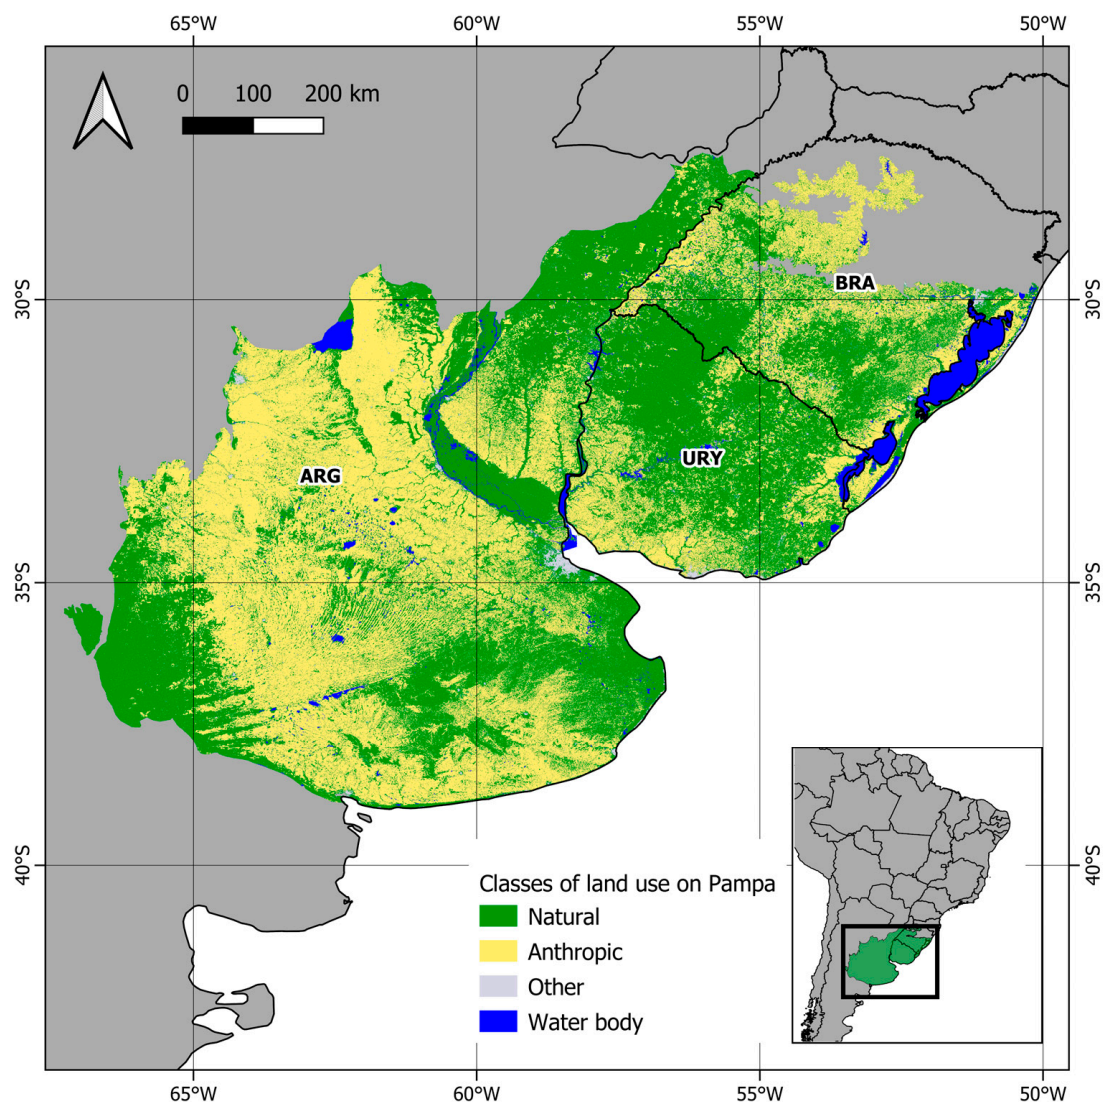 65°W 60°W 55°W 50°W
0 100 200 km
30°S 30°S
BRA
URY
ARG
35°S 35°S
40°S 40°S
Classes of land use on Pampa
Natural
Anthropic
Other
Water body
65°W 60°W 55°W 50°W